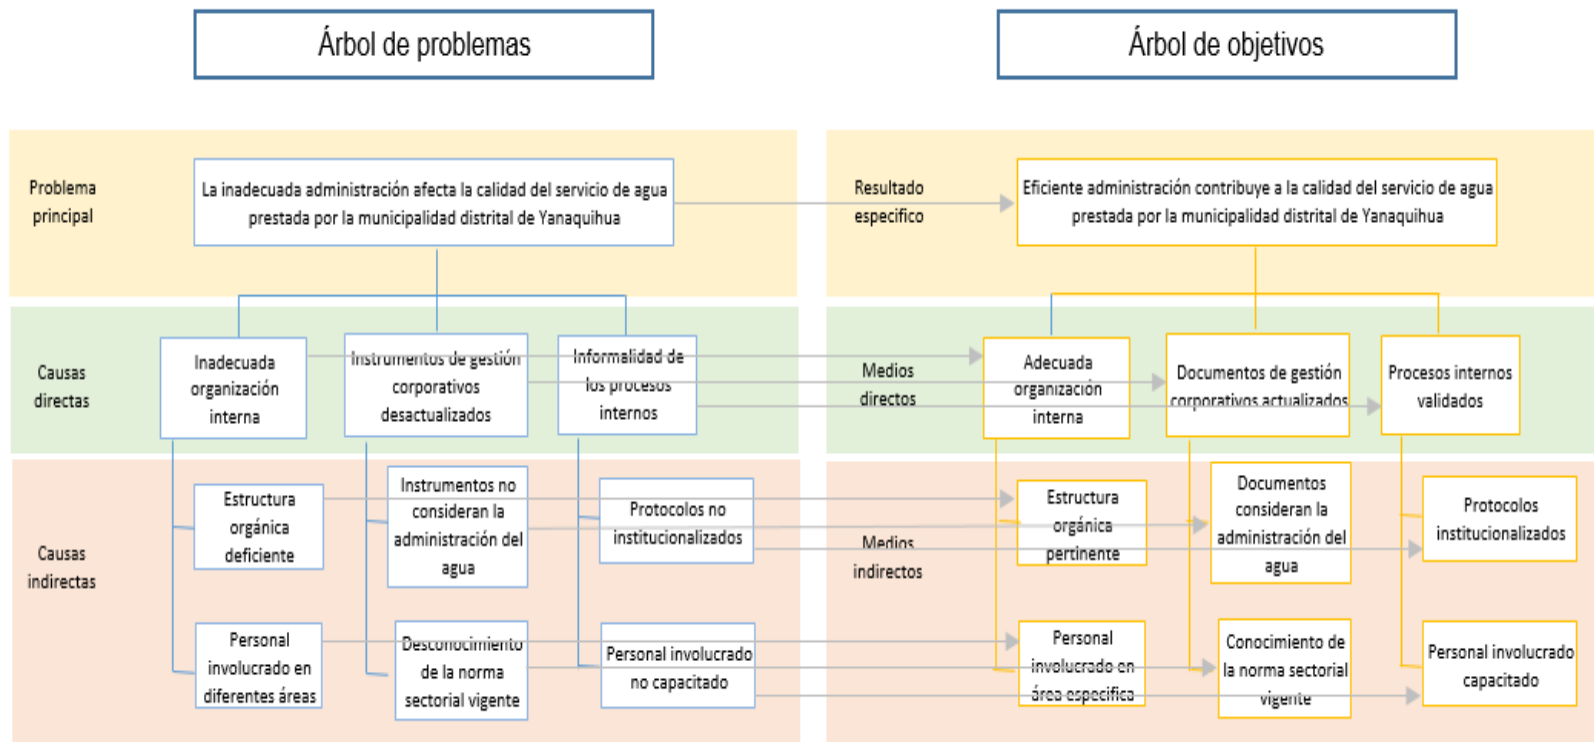 Árbol de problemas
Árbol de objetivos
Problema
principal
La inadecuada administración afecta la calidad del servicio de agua
prestada por la municipalidad distrital de Yanaquihua
Resultado
especifico
Eficiente administración contribuye a la calidad del servicio de agua
prestada por la municipalidad distrital de Yanaquihua
Causas
directas
Inadecuada
organización
interna
Instrumentos de gestión
corporativos
desactualizados
Informalidad de
los procesos
internos
Medios
directos
Adecuada
organización
interna
Documentos de gestión
corporativos actualizados
Procesos internos
validados
Causas
indirectas
Estructura
orgánica
deficiente
Instrumentos no
consideran la
administración del
agua
Protocolos no
institucionalizados
Medios
indirectos
Estructura
orgánica
pertinente
Documentos
consideran la
administración del
agua
Protocolos
institucionalizados
Personal
involucrado en
diferentes áreas
Desconocimiento
de la norma
sectorial vigente
Personal involucrado
no capacitado
Personal
involucrado en
área especifica
Conocimiento de
la norma sectorial
vigente
Personal involucrado
capacitado